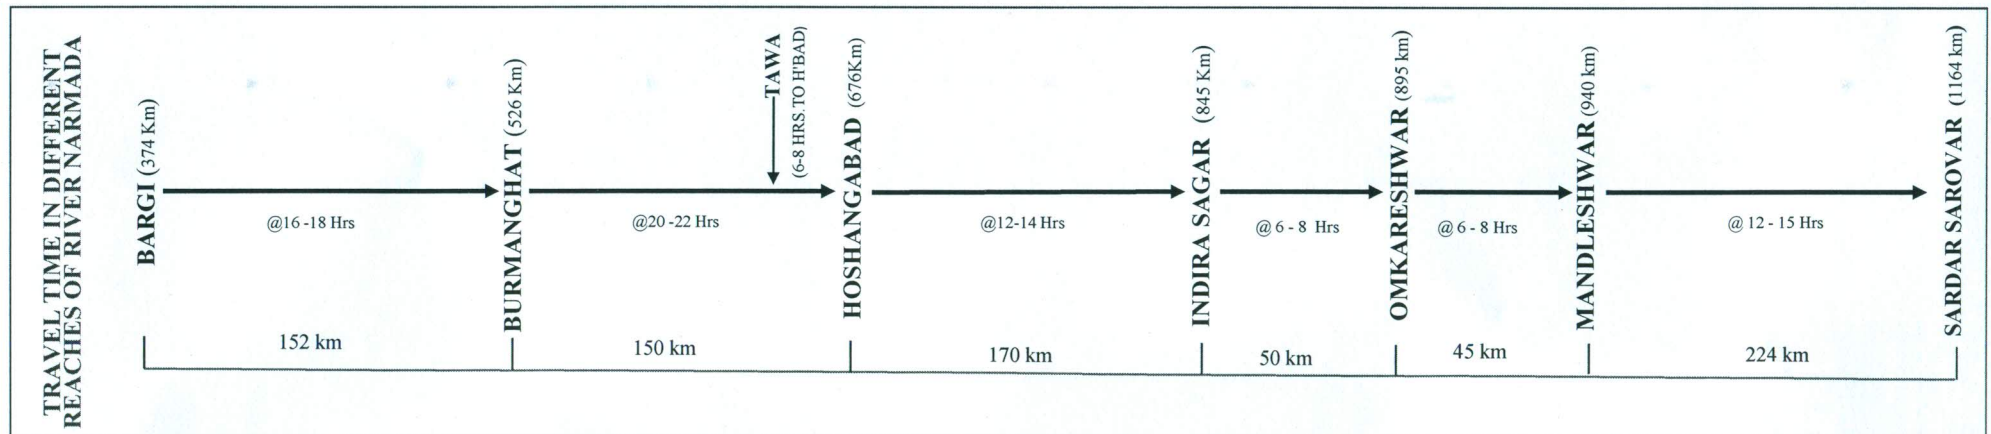 TRAVEL TIME IN DIFFERENT
REACHES OF RIVER NARMADA
BARGI (374 Km)
@16 -18 Hrs
152 km
BURMANGHAT (526 Km)
@20 -22 Hrs
150 km
TAWA
(6-8 HRS.TO H'BAD)
HOSHANGABAD (676Km)
@12-14 Hrs
170 km
INDIRA SAGAR (845 Km)
@ 6 - 8 Hrs
50 km
OMKARESHWAR (895 km)
@ 6 - 8 Hrs
45 km
MANDLESHWAR (940 km)
@ 12 - 15 Hrs
224 km
SARDAR SAROVAR (1164 km)